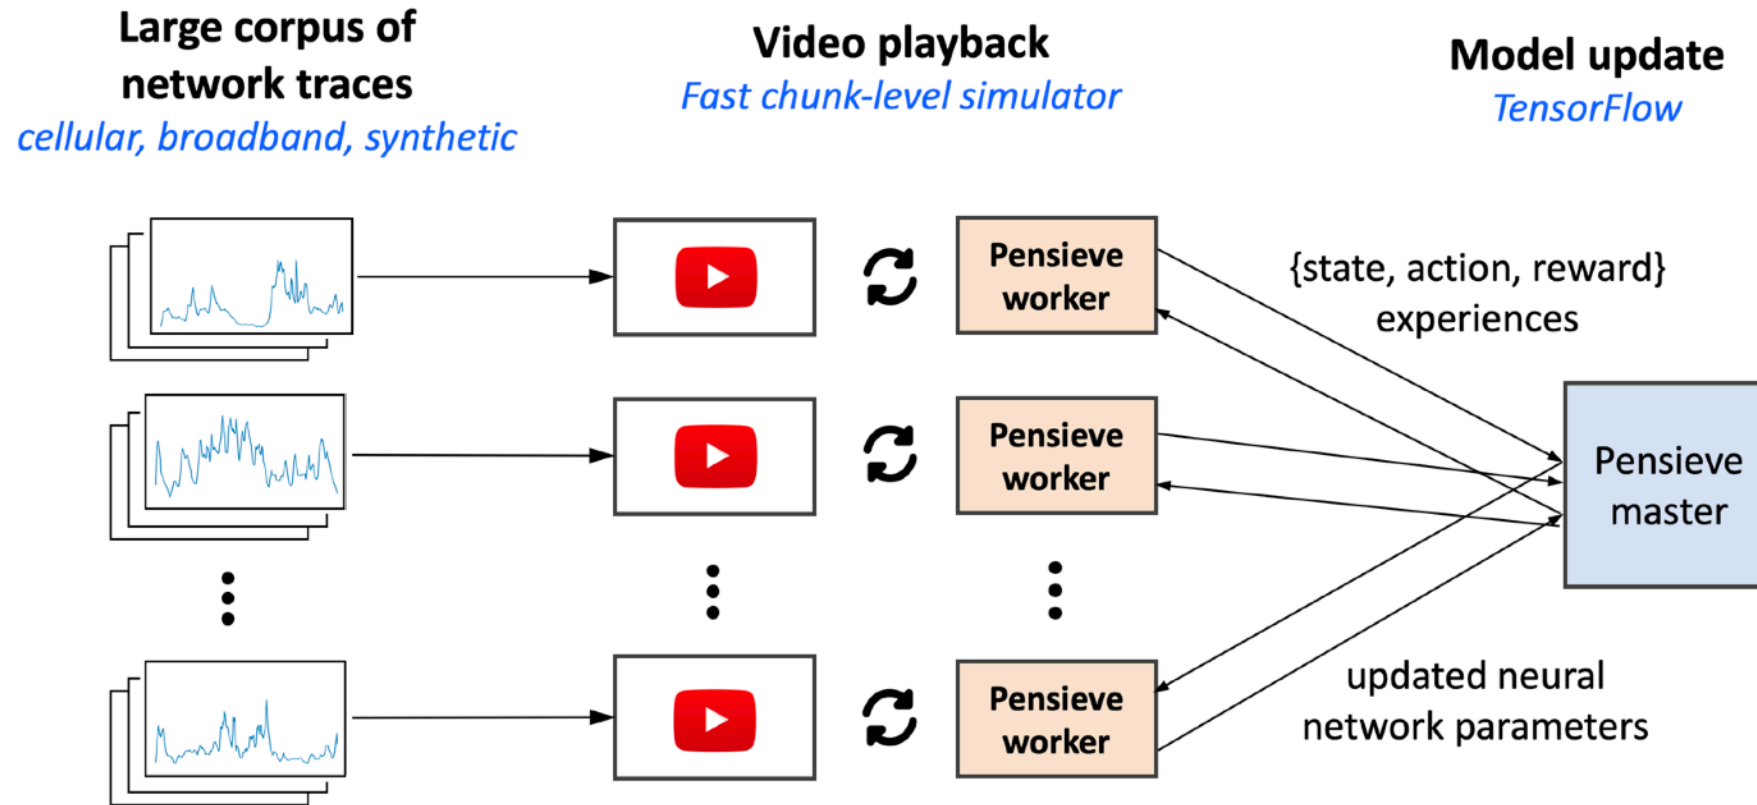 Large corpus of
network traces
cellular, broadband, synthetic
Video playback
Fast chunk-level simulator
Model update
TensorFlow
Pensieve
worker
{state, action, reward}
experiences
Pensieve
worker
Pensieve
master
Pensieve
worker
updated neural
network parameters